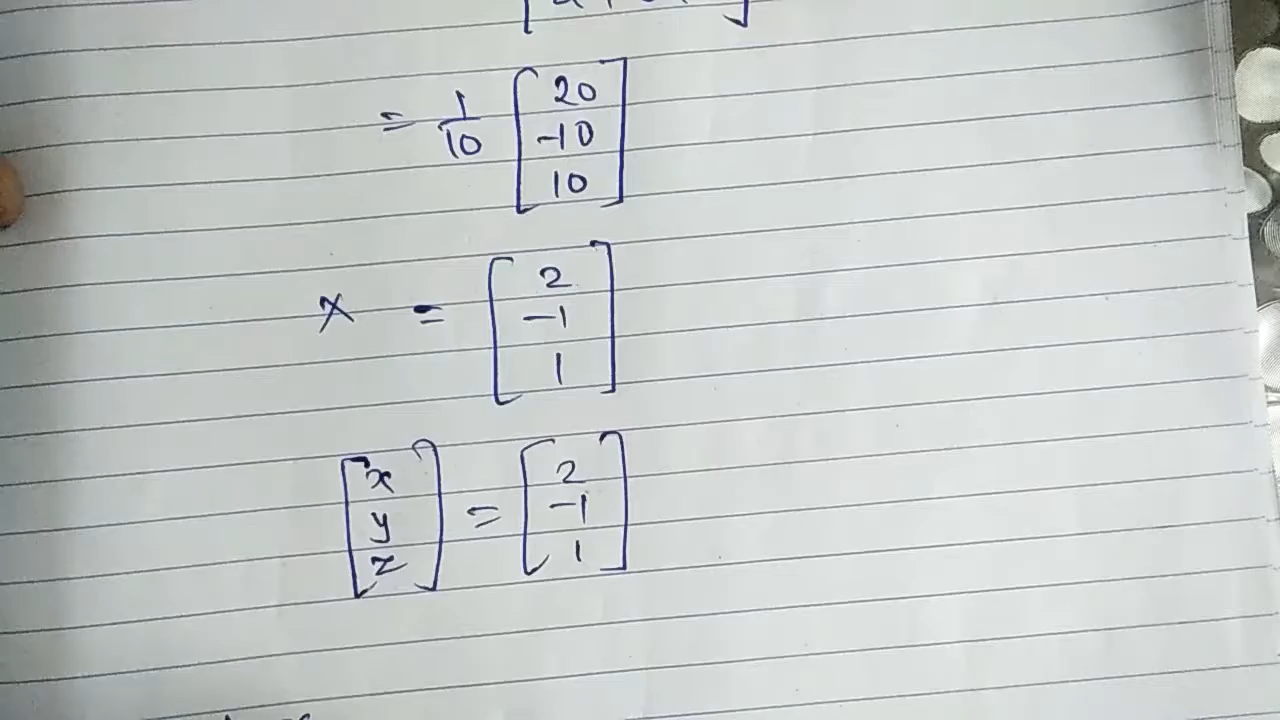 = 1/10 [20
-10
10]
X = [2
-1
1]
[x
y
z] = [2
-1
1]